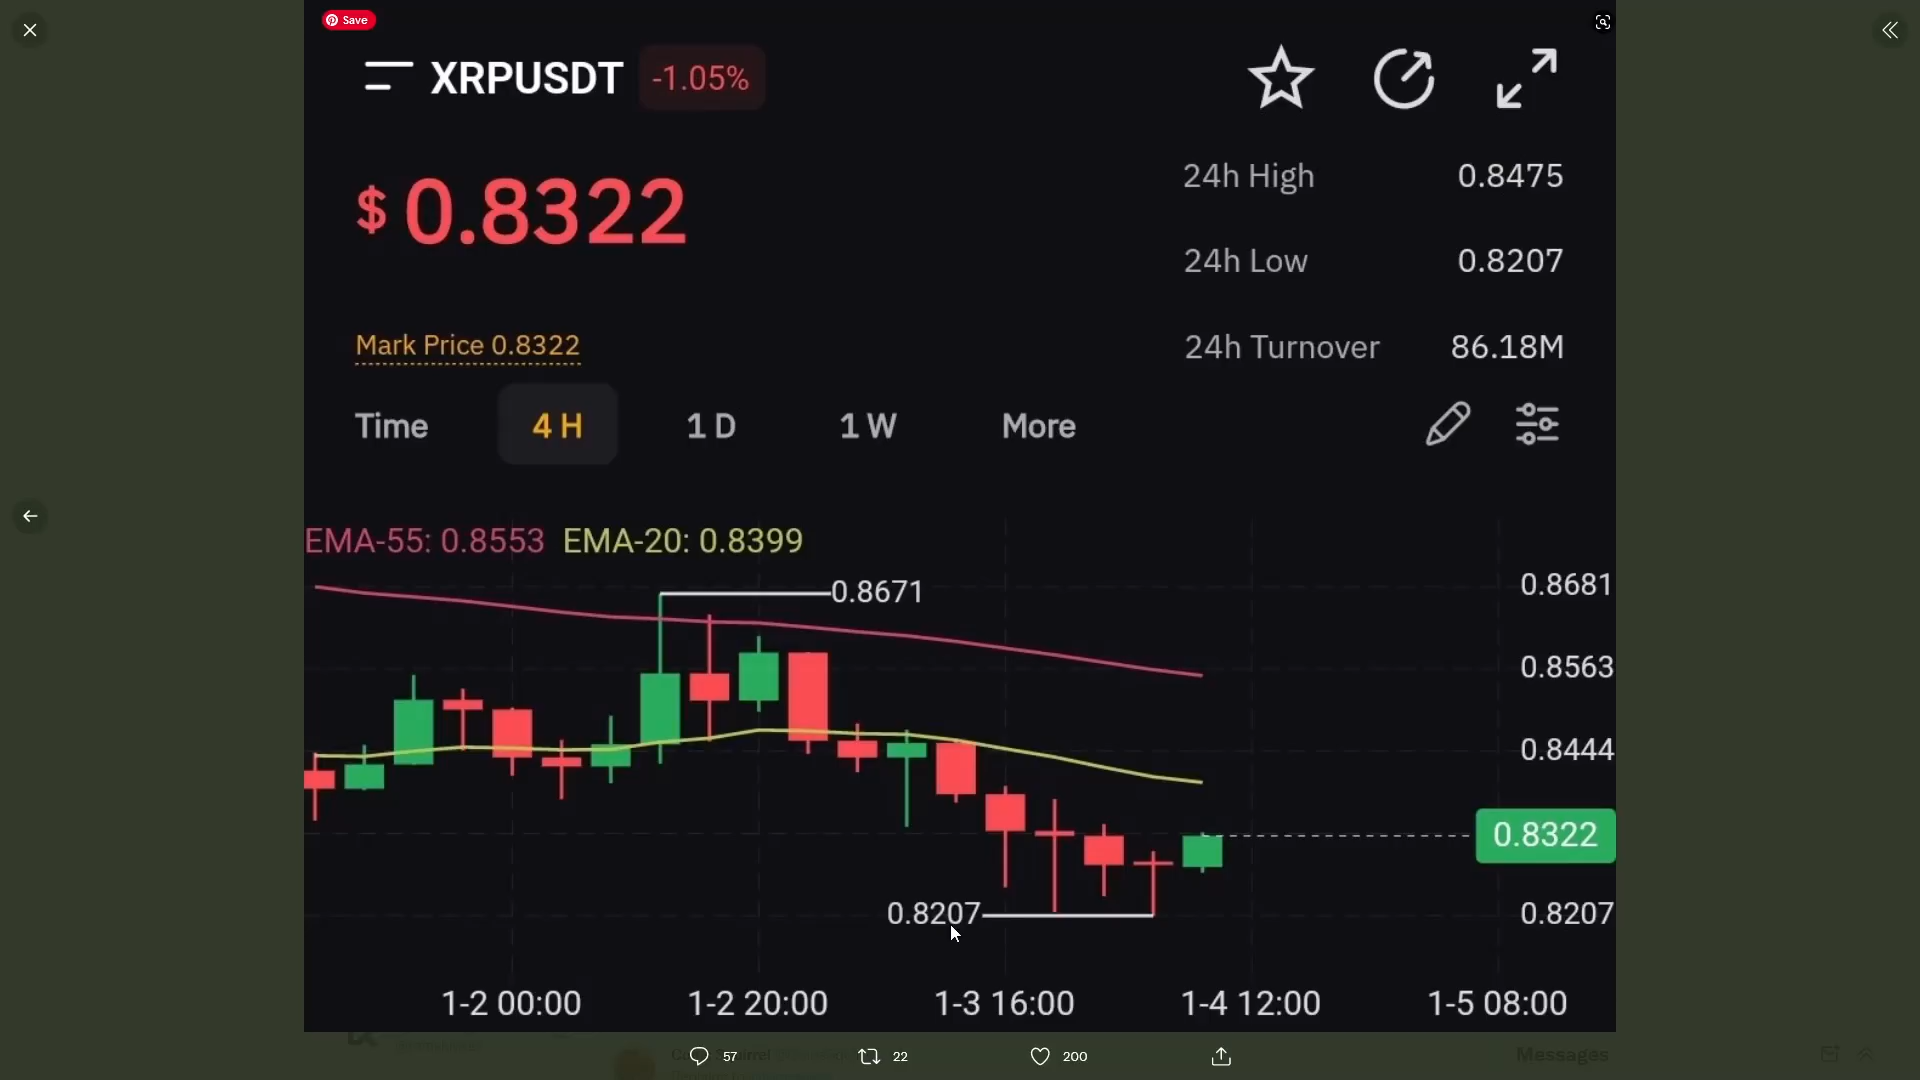 Save
XRPUSDT -1.05%
$ 0.8322
24h High 0.8475
24h Low 0.8207
Mark Price 0.8322
24h Turnover 86.18M
Time 4 H 1 D 1 W More
EMA-55: 0.8553 EMA-20: 0.8399
0.8671
0.8681
0.8563
0.8444
0.8322
0.8207
0.8207
1-2 00:00 1-2 20:00 1-3 16:00 1-4 12:00 1-5 08:00
57 22 200
Messages